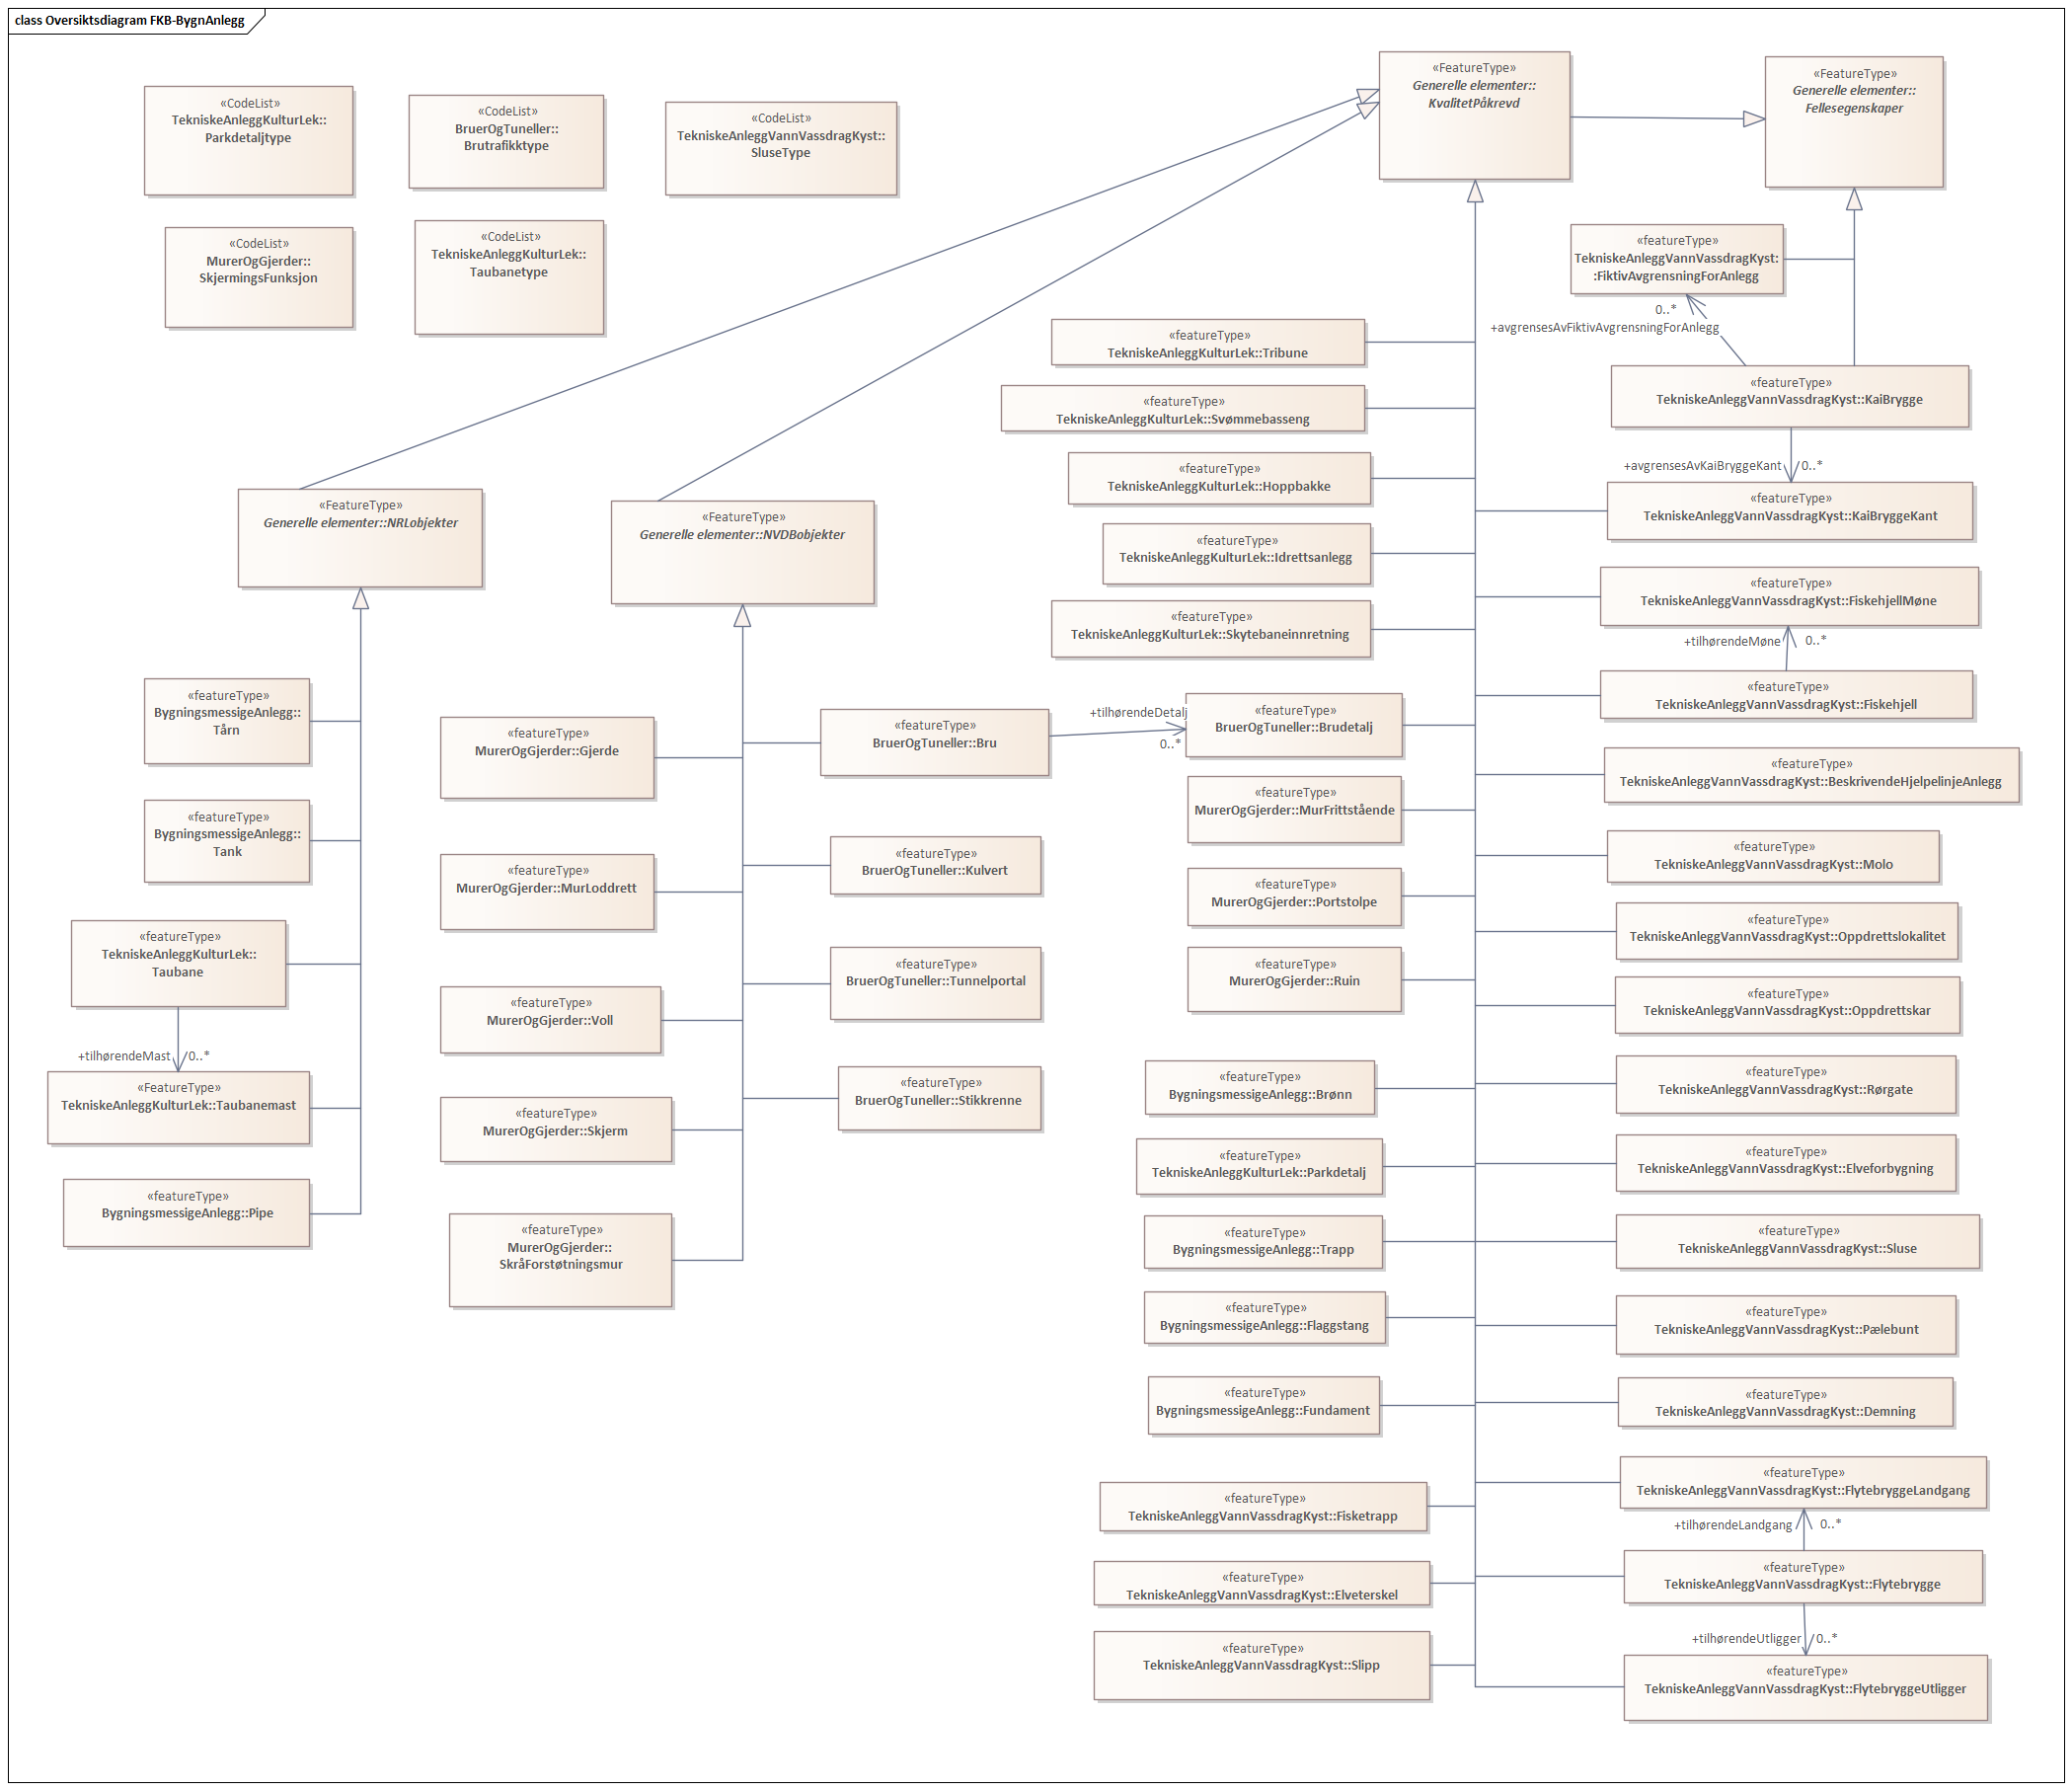 class Oversiktsdiagram FKB-BygnAnlegg
«CodeList»
TekniskeAnleggKulturLek::
Parkdetaljtype
«CodeList»
BruerOgTuneller::
Brutrafikktype
«CodeList»
TekniskeAnleggVannVassdragKyst::
SluseType
«CodeList»
MurerOgGjerder::
SkjermingsFunksjon
«CodeList»
TekniskeAnleggKulturLek::
Taubanetype
«FeatureType»
Generelle elementer::
KvalitetPåkrevd
«FeatureType»
Generelle elementer::
Fellesegenskaper
«featureType»
TekniskeAnleggVannVassdragKyst:
:FiktivAvgrensningForAnlegg
0..*
+avgrensesAvFiktivAvgrensningForAnlegg
«featureType»
TekniskeAnleggVannVassdragKyst::KaiBrygge
+avgrensesAvKaiBryggeKant
0..*
«featureType»
TekniskeAnleggVannVassdragKyst::KaiBryggeKant
«featureType»
TekniskeAnleggVannVassdragKyst::FiskehjellMøne
+tilhørendeMøne
0..*
«featureType»
TekniskeAnleggVannVassdragKyst::Fiskehjell
«featureType»
TekniskeAnleggVannVassdragKyst::BeskrivendeHjelpelinjeAnlegg
«featureType»
TekniskeAnleggVannVassdragKyst::Molo
«featureType»
TekniskeAnleggVannVassdragKyst::Oppdrettslokalitet
«featureType»
TekniskeAnleggVannVassdragKyst::Oppdrettskar
«featureType»
TekniskeAnleggVannVassdragKyst::Rørgate
«featureType»
TekniskeAnleggVannVassdragKyst::Elveforbygning
«featureType»
TekniskeAnleggVannVassdragKyst::Sluse
«featureType»
TekniskeAnleggVannVassdragKyst::Pælebunt
«featureType»
TekniskeAnleggVannVassdragKyst::Demning
«featureType»
TekniskeAnleggVannVassdragKyst::FlytebryggeLandgang
+tilhørendeLandgang
0..*
«featureType»
TekniskeAnleggVannVassdragKyst::Flytebrygge
+tilhørendeUtligger
0..*
«featureType»
TekniskeAnleggVannVassdragKyst::FlytebryggeUtligger
«featureType»
TekniskeAnleggKulturLek::Tribune
«featureType»
TekniskeAnleggKulturLek::Svømmebasseng
«featureType»
TekniskeAnleggKulturLek::Hoppbakke
«featureType»
TekniskeAnleggKulturLek::Idrettsanlegg
«featureType»
TekniskeAnleggKulturLek::Skytebaneinnretning
«featureType»
BruerOgTuneller::Brudetalj
«featureType»
MurerOgGjerder::MurFrittstående
«featureType»
MurerOgGjerder::Portstolpe
«featureType»
MurerOgGjerder::Ruin
«featureType»
BygningsmessigeAnlegg::Brønn
«featureType»
TekniskeAnleggKulturLek::Parkdetalj
«featureType»
BygningsmessigeAnlegg::Trapp
«featureType»
BygningsmessigeAnlegg::Flaggstang
«featureType»
BygningsmessigeAnlegg::Fundament
«featureType»
TekniskeAnleggVannVassdragKyst::Fisketrapp
«featureType»
TekniskeAnleggVannVassdragKyst::Elveterskel
«featureType»
TekniskeAnleggVannVassdragKyst::Slipp
«FeatureType»
Generelle elementer::NRLobjekter
«FeatureType»
Generelle elementer::NVDBobjekter
«featureType»
BygningsmessigeAnlegg::
Tårn
«featureType»
BygningsmessigeAnlegg::
Tank
«featureType»
TekniskeAnleggKulturLek::
Taubane
+tilhørendeMast
0..*
«FeatureType»
TekniskeAnleggKulturLek::Taubanemast
«featureType»
BygningsmessigeAnlegg::Pipe
«featureType»
MurerOgGjerder::Gjerde
«featureType»
MurerOgGjerder::MurLoddrett
«featureType»
MurerOgGjerder::Voll
«featureType»
MurerOgGjerder::Skjerm
«featureType»
MurerOgGjerder::
SkråForstøtningsmur
«featureType»
BruerOgTuneller::Bru
+tilhørendeDetalj
0..*
«featureType»
BruerOgTuneller::Kulvert
«featureType»
BruerOgTuneller::Tunnelportal
«featureType»
BruerOgTuneller::Stikkrenne